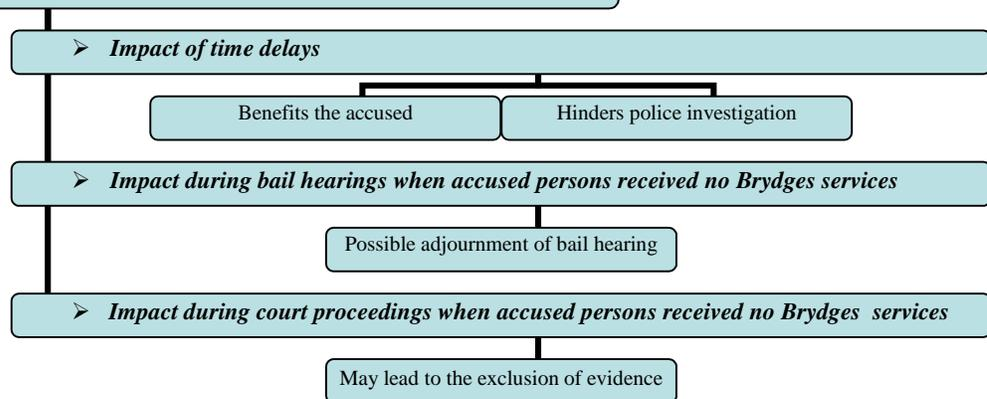 ➢ Impact of time delays
Benefits the accused
Hinders police investigation
➢ Impact during bail hearings when accused persons received no Brydges services
Possible adjournment of bail hearing
➢ Impact during court proceedings when accused persons received no Brydges services
May lead to the exclusion of evidence